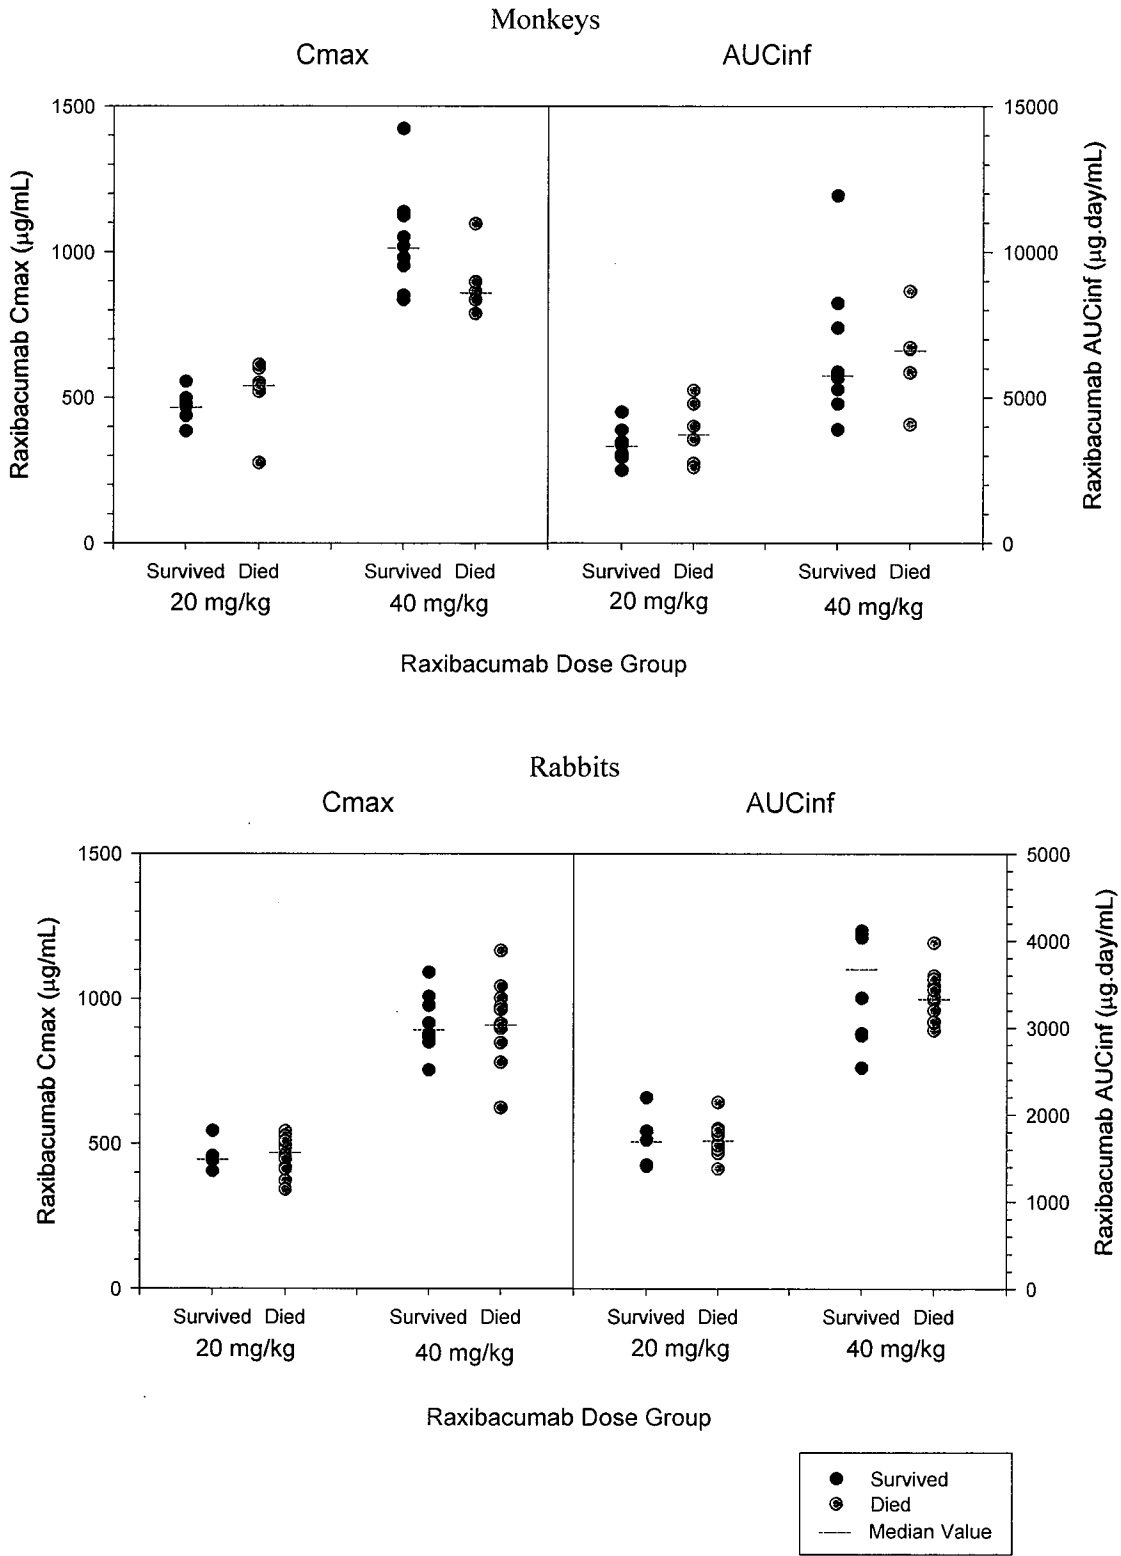 Monkeys
Cmax AUCinf
Raxibacumab Cmax (µg/mL)
1500
1000
500
0
15000
10000
5000
0
Raxibacumab AUCinf (µg.day/mL)
Survived Died Survived Died Survived Died Survived Died
20 mg/kg 40 mg/kg 20 mg/kg 40 mg/kg
Raxibacumab Dose Group
Rabbits
Cmax AUCinf
Raxibacumab Cmax (µg/mL)
1500
1000
500
0
5000
4000
3000
2000
1000
0
Raxibacumab AUCinf (µg.day/mL)
Survived Died Survived Died Survived Died Survived Died
20 mg/kg 40 mg/kg 20 mg/kg 40 mg/kg
Raxibacumab Dose Group
Survived
Died
Median Value